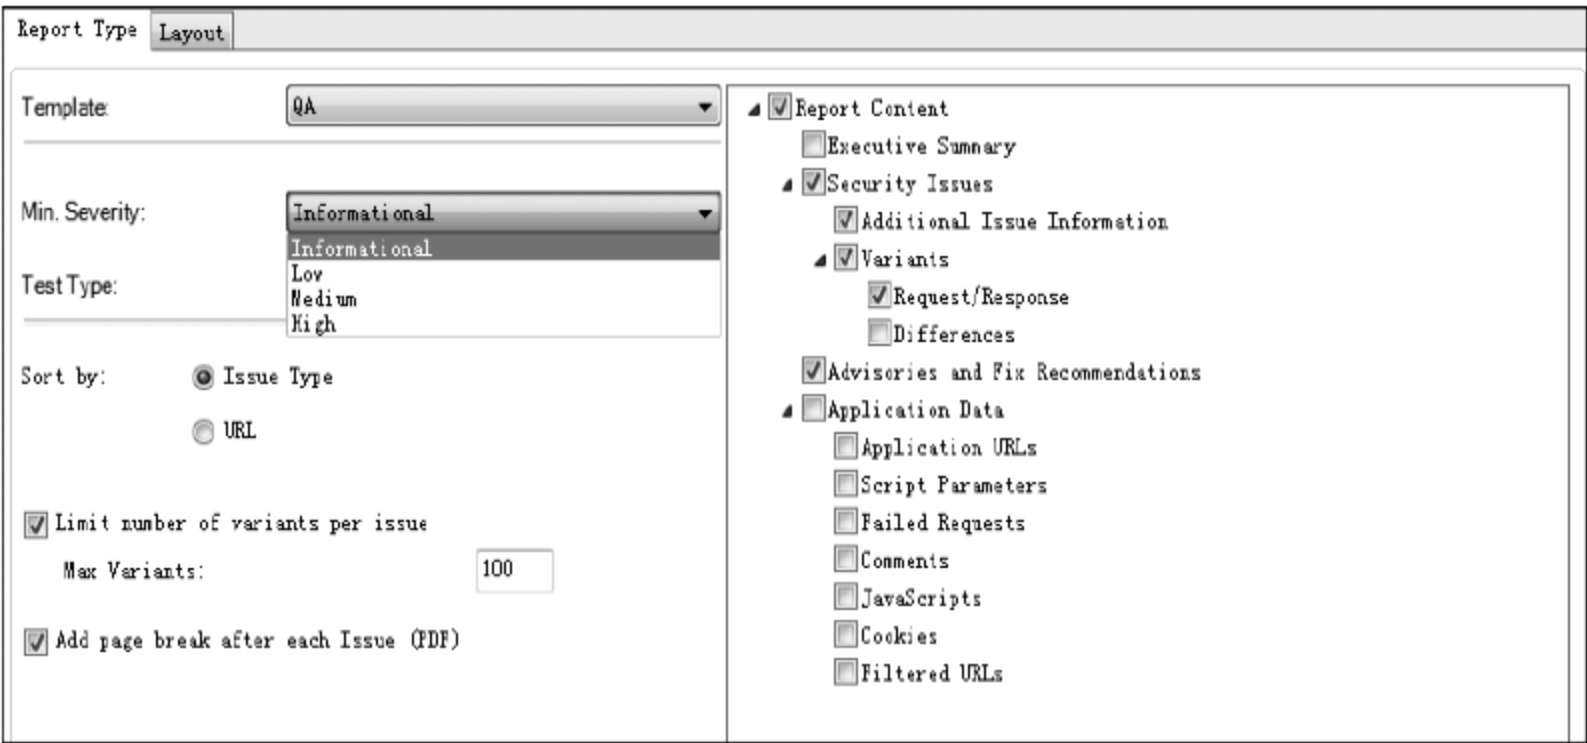 Report Type
Layout
Template:
QA
Min. Severity:
Informational
Informational
Low
Medium
High
Test Type:
Sort by:
Issue Type
URL
Limit number of variants per issue
Max Variants:
100
Add page break after each Issue (PDF)
Report Content
Executive Summary
Security Issues
Additional Issue Information
Variants
Request/Response
Differences
Advisories and Fix Recommendations
Application Data
Application URLs
Script Parameters
Failed Requests
Comments
JavaScripts
Cookies
Filtered URLs